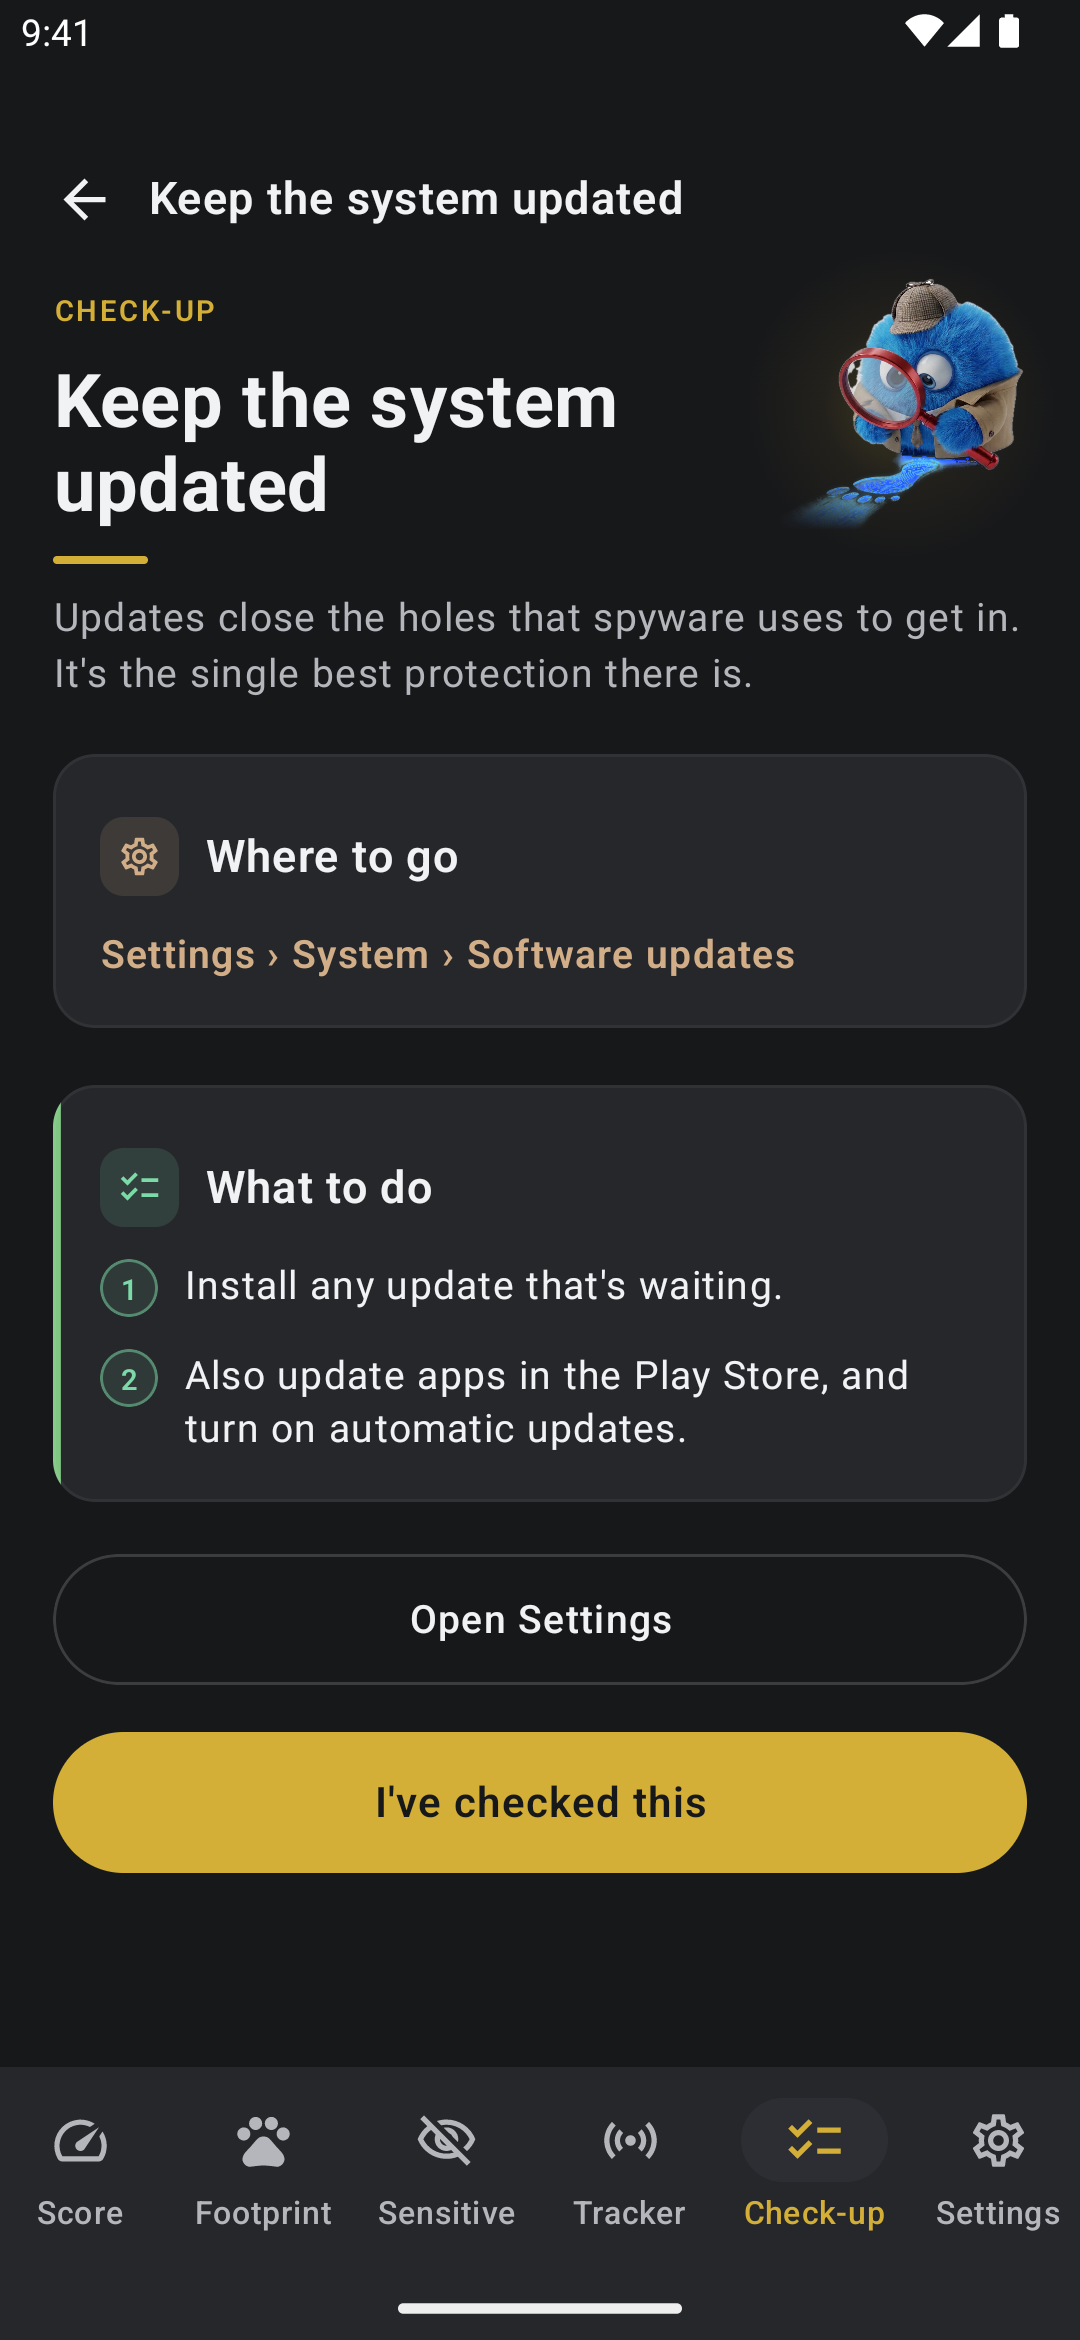 9:41
Keep the system updated
CHECK-UP
Keep the system
updated
Updates close the holes that spyware uses to get in.
It's the single best protection there is.
Where to go
Settings › System › Software updates
What to do
1 Install any update that's waiting.
2 Also update apps in the Play Store, and
turn on automatic updates.
Open Settings
I've checked this
Score Footprint Sensitive Tracker Check-up Settings